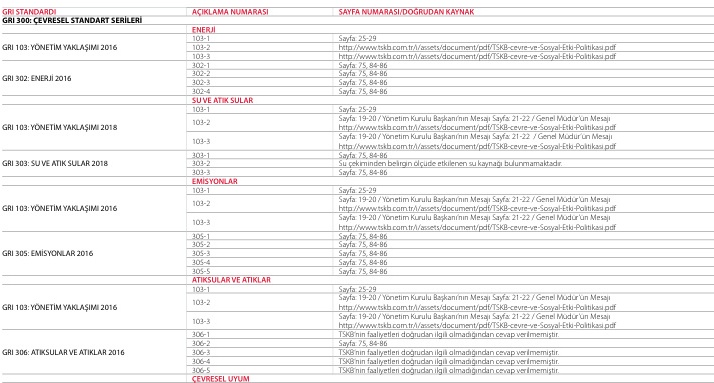 GRI STANDARDI AÇIKLAMA NUMARASI SAYFA NUMARASI/DOĞRUDAN KAYNAK
GRI 300: ÇEVRESEL STANDART SERİLERİ
ENERJİ
GRI 103: YÖNETİM YAKLAŞIMI 2016
103-1 Sayfa: 25-29
103-2 http://www.tskb.com.tr/i/assets/document/pdf/TSKB-cevre-ve-Sosyal-Etki-Politikasi.pdf
103-3 http://www.tskb.com.tr/i/assets/document/pdf/TSKB-cevre-ve-Sosyal-Etki-Politikasi.pdf
GRI 302: ENERJİ 2016
302-1 Sayfa: 75, 84-86
302-2 Sayfa: 75, 84-86
302-3 Sayfa: 75, 84-86
302-4 Sayfa: 75, 84-86
SU VE ATIK SULAR
GRI 103: YÖNETİM YAKLAŞIMI 2018
103-1 Sayfa: 25-29
103-2 Sayfa: 19-20 / Yönetim Kurulu Başkanı'nın Mesajı Sayfa: 21-22 / Genel Müdür'ün Mesajı
http://www.tskb.com.tr/i/assets/document/pdf/TSKB-cevre-ve-Sosyal-Etki-Politikasi.pdf
103-3 Sayfa: 19-20 / Yönetim Kurulu Başkanı'nın Mesajı Sayfa: 21-22 / Genel Müdür'ün Mesajı
http://www.tskb.com.tr/i/assets/document/pdf/TSKB-cevre-ve-Sosyal-Etki-Politikasi.pdf
GRI 303: SU VE ATIK SULAR 2018
303-1 Sayfa: 75, 84-86
303-2 Su çekiminden belirgin ölçüde etkilenen su kaynağı bulunmamaktadır.
303-3 Sayfa: 75, 84-86
EMİSYONLAR
GRI 103: YÖNETİM YAKLAŞIMI 2016
103-1 Sayfa: 25-29
103-2 Sayfa: 19-20 / Yönetim Kurulu Başkanı'nın Mesajı Sayfa: 21-22 / Genel Müdür'ün Mesajı
http://www.tskb.com.tr/i/assets/document/pdf/TSKB-cevre-ve-Sosyal-Etki-Politikasi.pdf
103-3 Sayfa: 19-20 / Yönetim Kurulu Başkanı'nın Mesajı Sayfa: 21-22 / Genel Müdür'ün Mesajı
http://www.tskb.com.tr/i/assets/document/pdf/TSKB-cevre-ve-Sosyal-Etki-Politikasi.pdf
GRI 305: EMİSYONLAR 2016
305-1 Sayfa: 75, 84-86
305-2 Sayfa: 75, 84-86
305-3 Sayfa: 75, 84-86
305-4 Sayfa: 75, 84-86
305-5 Sayfa: 75, 84-86
ATIKSULAR VE ATIKLAR
GRI 103: YÖNETİM YAKLAŞIMI 2016
103-1 Sayfa: 25-29
103-2 Sayfa: 19-20 / Yönetim Kurulu Başkanı'nın Mesajı Sayfa: 21-22 / Genel Müdür'ün Mesajı
http://www.tskb.com.tr/i/assets/document/pdf/TSKB-cevre-ve-Sosyal-Etki-Politikasi.pdf
103-3 Sayfa: 19-20 / Yönetim Kurulu Başkanı'nın Mesajı Sayfa: 21-22 / Genel Müdür'ün Mesajı
http://www.tskb.com.tr/i/assets/document/pdf/TSKB-cevre-ve-Sosyal-Etki-Politikasi.pdf
GRI 306: ATIKSULAR VE ATIKLAR 2016
306-1 TSKB'nin faaliyetleri doğrudan ilgili olmadığından cevap verilmemiştir.
306-2 Sayfa: 75, 84-86
306-3 TSKB'nin faaliyetleri doğrudan ilgili olmadığından cevap verilmemiştir.
306-4 TSKB'nin faaliyetleri doğrudan ilgili olmadığından cevap verilmemiştir.
306-5 TSKB'nin faaliyetleri doğrudan ilgili olmadığından cevap verilmemiştir.
ÇEVRESEL UYUM